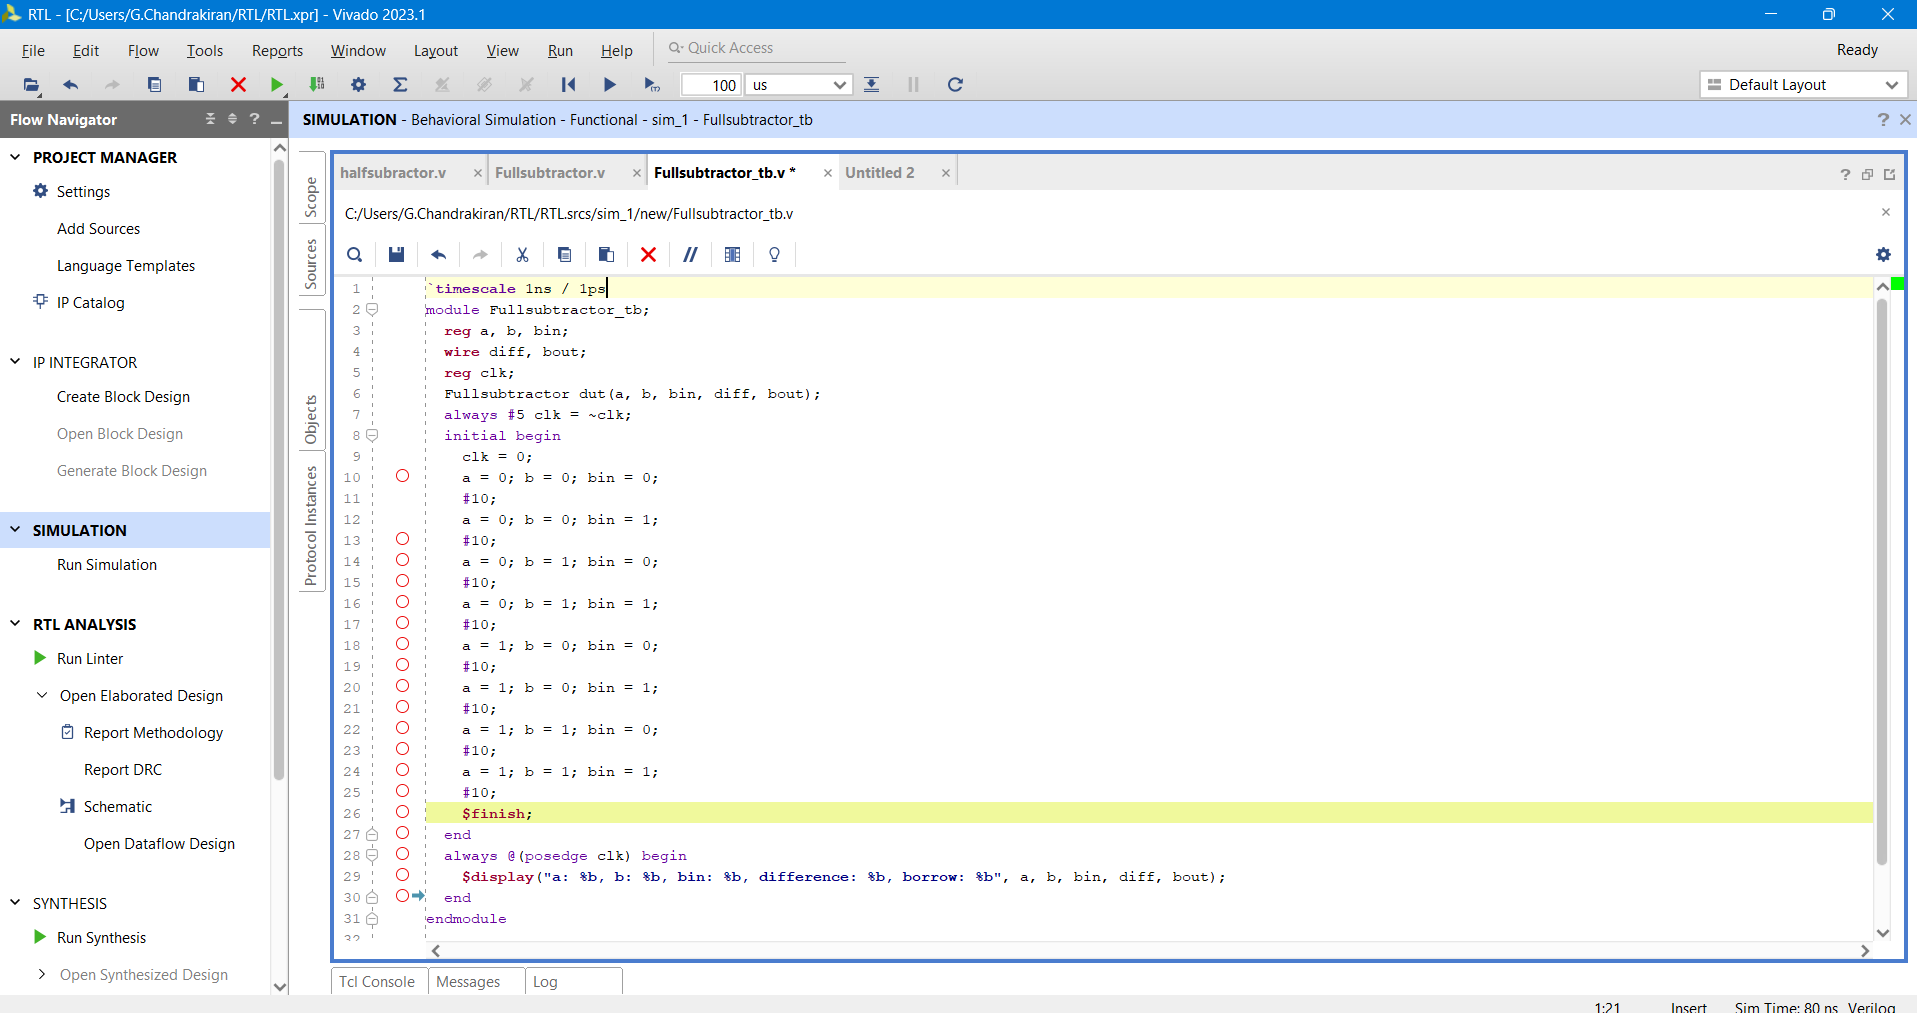 RTL - [C:/Users/G.Chandrakiran/RTL/RTL.xpr] - Vivado 2023.1
File Edit Flow Tools Reports Window Layout View Run Help Quick Access
Ready
100 us
Default Layout
Flow Navigator
SIMULATION - Behavioral Simulation - Functional - sim_1 - Fullsubtractor_tb
PROJECT MANAGER
Settings
Add Sources
Language Templates
IP Catalog
IP INTEGRATOR
Create Block Design
Open Block Design
Generate Block Design
SIMULATION
Run Simulation
RTL ANALYSIS
Run Linter
Open Elaborated Design
Report Methodology
Report DRC
Schematic
Open Dataflow Design
SYNTHESIS
Run Synthesis
Open Synthesized Design
Scope
Sources
Objects
Protocol Instances
halfsubractor.v Fullsubtractor.v Fullsubtractor_tb.v * Untitled 2
C:/Users/G.Chandrakiran/RTL/RTL.srcs/sim_1/new/Fullsubtractor_tb.v
1 `timescale 1ns / 1ps
2 module Fullsubtractor_tb;
3 reg a, b, bin;
4 wire diff, bout;
5 reg clk;
6 Fullsubtractor dut(a, b, bin, diff, bout);
7 always #5 clk = ~clk;
8 initial begin
9 clk = 0;
10 a = 0; b = 0; bin = 0;
11 #10;
12 a = 0; b = 0; bin = 1;
13 #10;
14 a = 0; b = 1; bin = 0;
15 #10;
16 a = 0; b = 1; bin = 1;
17 #10;
18 a = 1; b = 0; bin = 0;
19 #10;
20 a = 1; b = 0; bin = 1;
21 #10;
22 a = 1; b = 1; bin = 0;
23 #10;
24 a = 1; b = 1; bin = 1;
25 #10;
26 $finish;
27 end
28 always @(posedge clk) begin
29 $display("a: %b, b: %b, bin: %b, difference: %b, borrow: %b", a, b, bin, diff, bout);
30 end
31 endmodule
32
Tcl Console Messages Log
1:21 Insert Sim Time: 80 ns Verilog